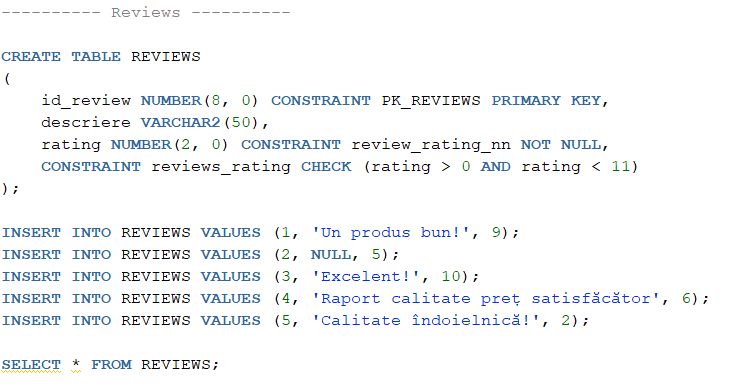 ---------- Reviews ----------
CREATE TABLE REVIEWS
(
id_review NUMBER(8, 0) CONSTRAINT PK_REVIEWS PRIMARY KEY,
descriere VARCHAR2(50),
rating NUMBER(2, 0) CONSTRAINT review_rating_nn NOT NULL,
CONSTRAINT reviews_rating CHECK (rating > 0 AND rating < 11)
);
INSERT INTO REVIEWS VALUES (1, 'Un produs bun!', 9);
INSERT INTO REVIEWS VALUES (2, NULL, 5);
INSERT INTO REVIEWS VALUES (3, 'Excelent!', 10);
INSERT INTO REVIEWS VALUES (4, 'Raport calitate preț satisfăcător', 6);
INSERT INTO REVIEWS VALUES (5, 'Calitate îndoielnică!', 2);
SELECT * FROM REVIEWS;